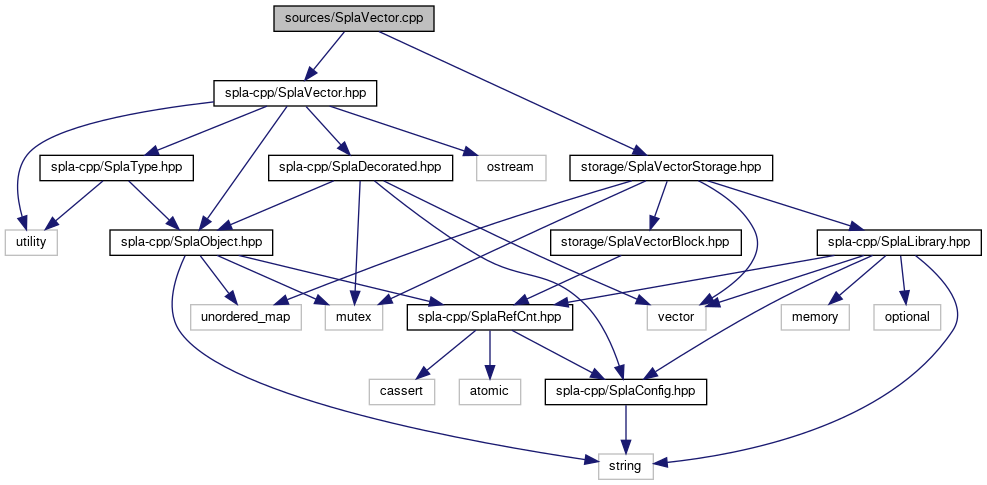 sources/SplaVector.cpp
spla-cpp/SplaVector.hpp
spla-cpp/SplaType.hpp
spla-cpp/SplaDecorated.hpp
ostream
storage/SplaVectorStorage.hpp
utility
spla-cpp/SplaObject.hpp
storage/SplaVectorBlock.hpp
spla-cpp/SplaLibrary.hpp
unordered_map
mutex
spla-cpp/SplaRefCnt.hpp
vector
memory
optional
cassert
atomic
spla-cpp/SplaConfig.hpp
string